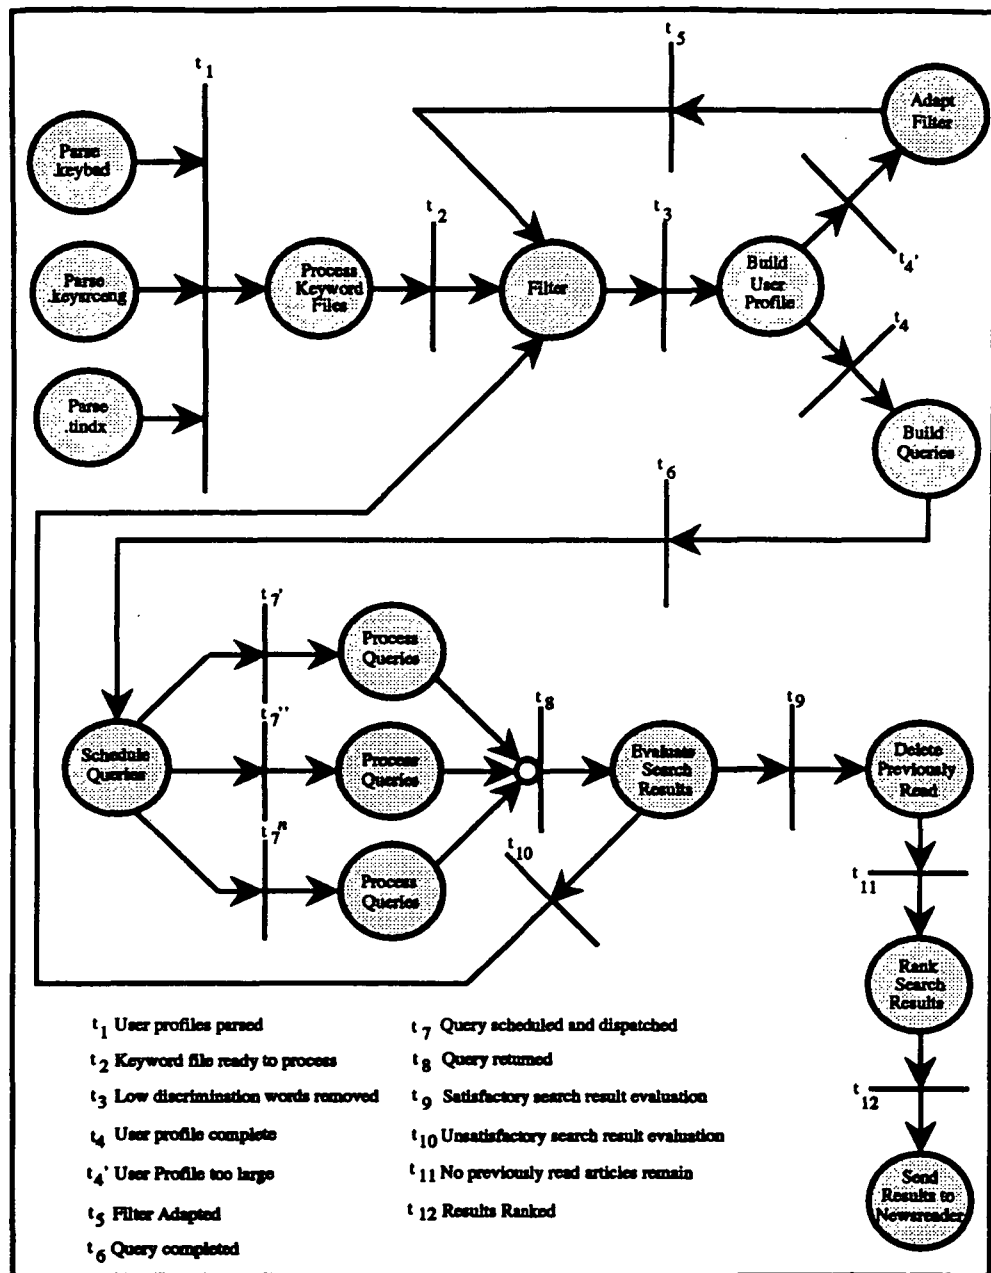 t1
t5
Adapt
Filter
Parse
.keybad
t2
t3
t4'
Parse
.keysrceng
Process
Keyword
Files
Filter
Build
User
Profile
t4
Parse
.tindx
Build
Queries
t6
t7'
Process
Queries
t7''
t8
t9
Schedule
Queries
Process
Queries
Evaluate
Search
Results
Delete
Previously
Read
t7n
t10
Process
Queries
t11
Rank
Search
Results
t12
Send
Results to
Newsreader
t1 User profiles parsed
t2 Keyword file ready to process
t3 Low discrimination words removed
t4 User profile complete
t4' User Profile too large
t5 Filter Adapted
t6 Query completed
t7 Query scheduled and dispatched
t8 Query returned
t9 Satisfactory search result evaluation
t10 Unsatisfactory search result evaluation
t11 No previously read articles remain
t12 Results Ranked